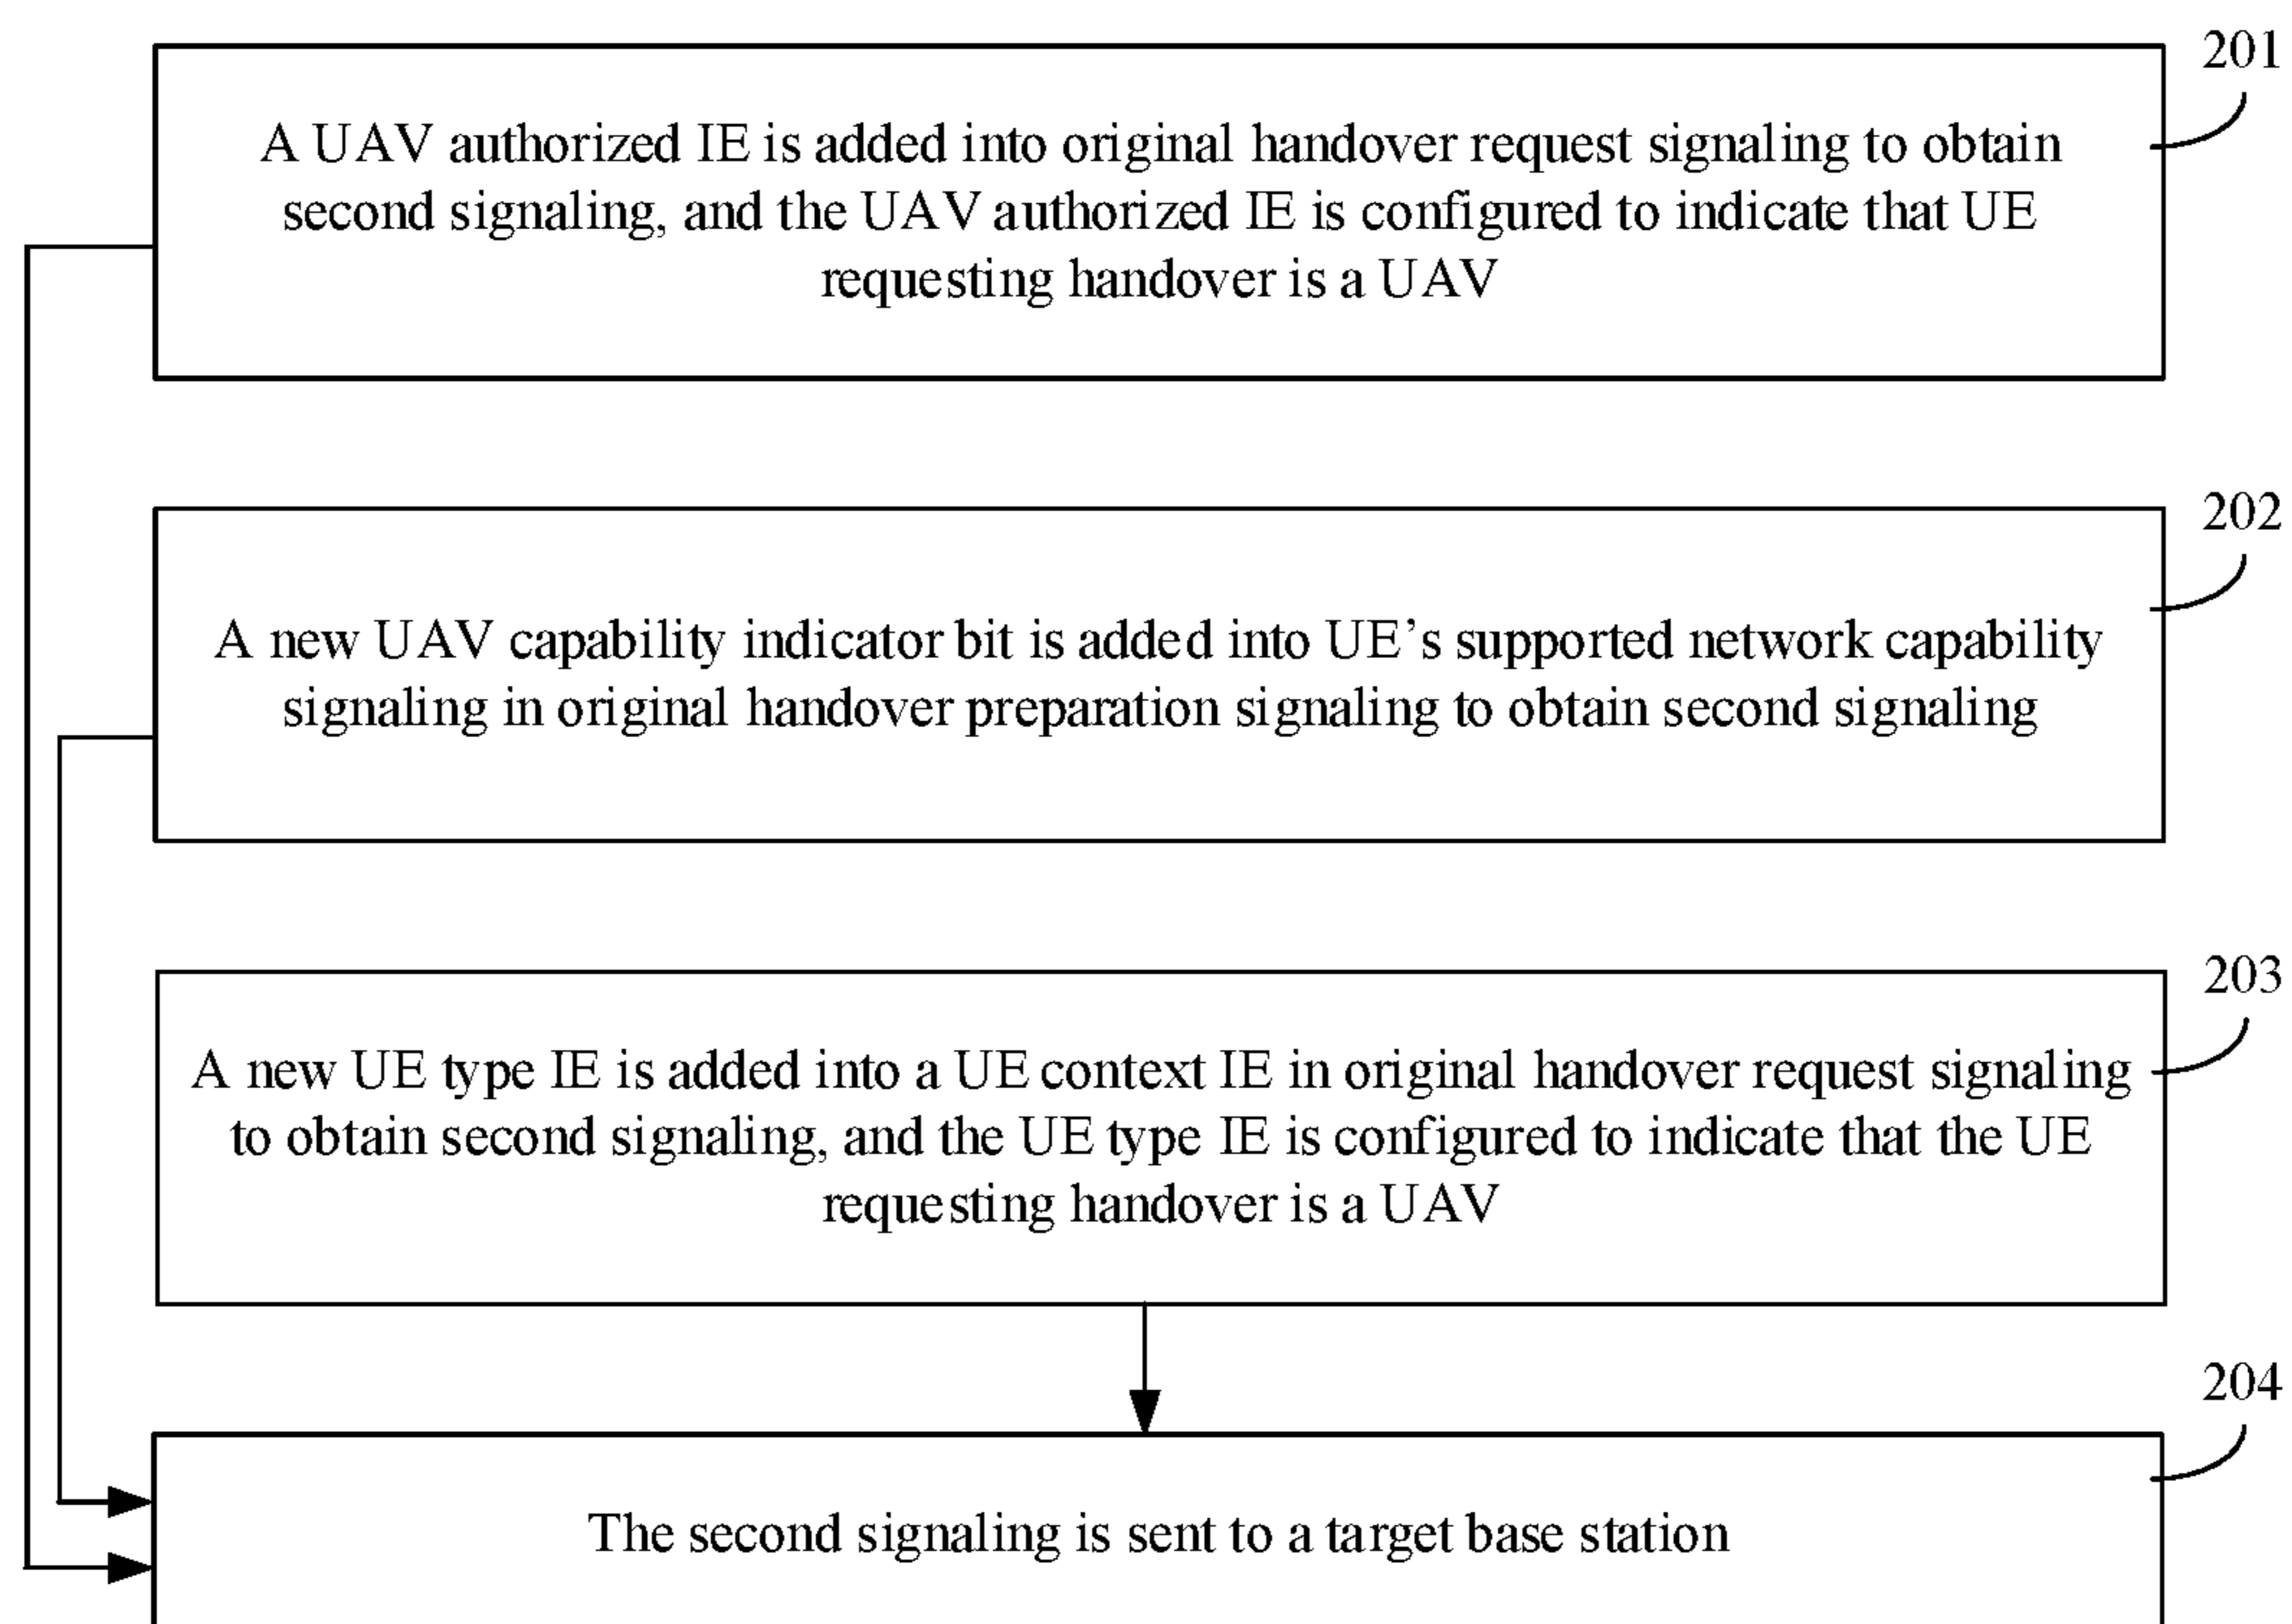 201
A UAV authorized IE is added into original handover request signaling to obtain
second signaling, and the UAV authorized IE is configured to indicate that UE
requesting handover is a UAV
202
A new UAV capability indicator bit is added into UE’s supported network capability
signaling in original handover preparation signaling to obtain second signaling
203
A new UE type IE is added into a UE context IE in original handover request signaling
to obtain second signaling, and the UE type IE is configured to indicate that the UE
requesting handover is a UAV
204
The second signaling is sent to a target base station